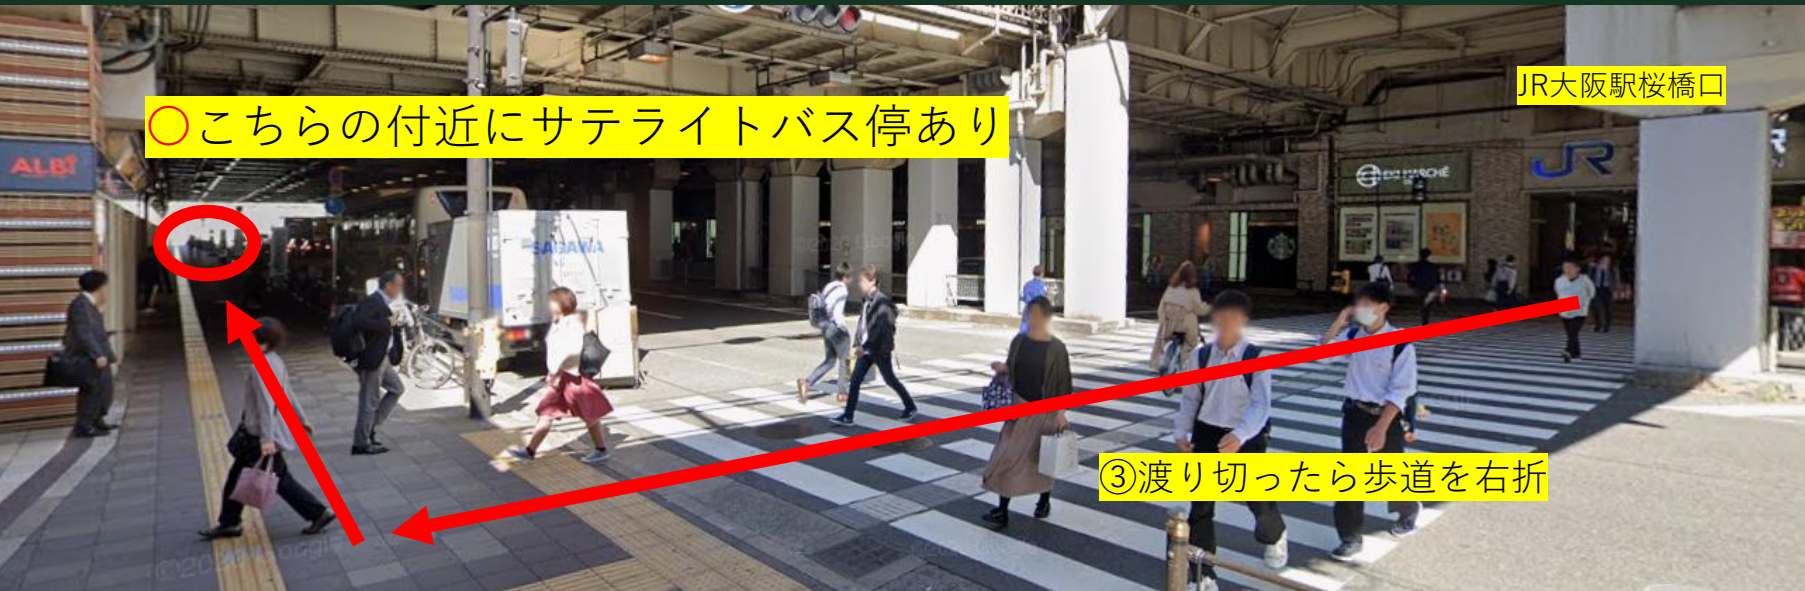 JR大阪駅桜橋口
○こちらの付近にサテライトバス停あり
ALBi
SAGAWA
EKI MARCHÉ
JR
③渡り切ったら歩道を右折